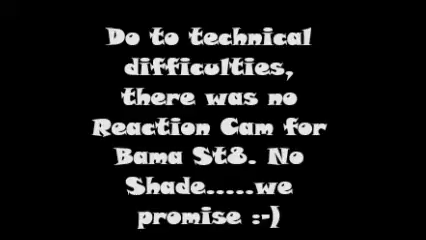 Do to technical
difficulties,
there was no
Reaction Cam for
Bama St8. No
Shade.....we
promise :-)